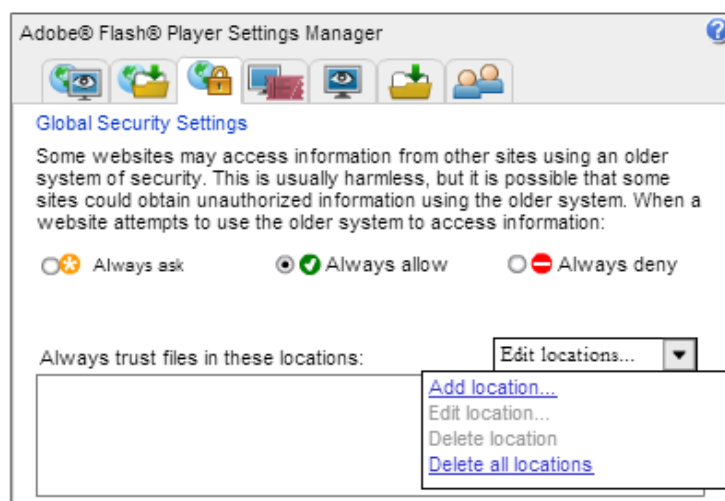 Adobe® Flash® Player Settings Manager
?
Global Security Settings
Some websites may access information from other sites using an older
system of security. This is usually harmless, but it is possible that some
sites could obtain unauthorized information using the older system. When a
website attempts to use the older system to access information:
Always ask Always allow Always deny
Always trust files in these locations: Edit locations...
Add location...
Edit location...
Delete location
Delete all locations